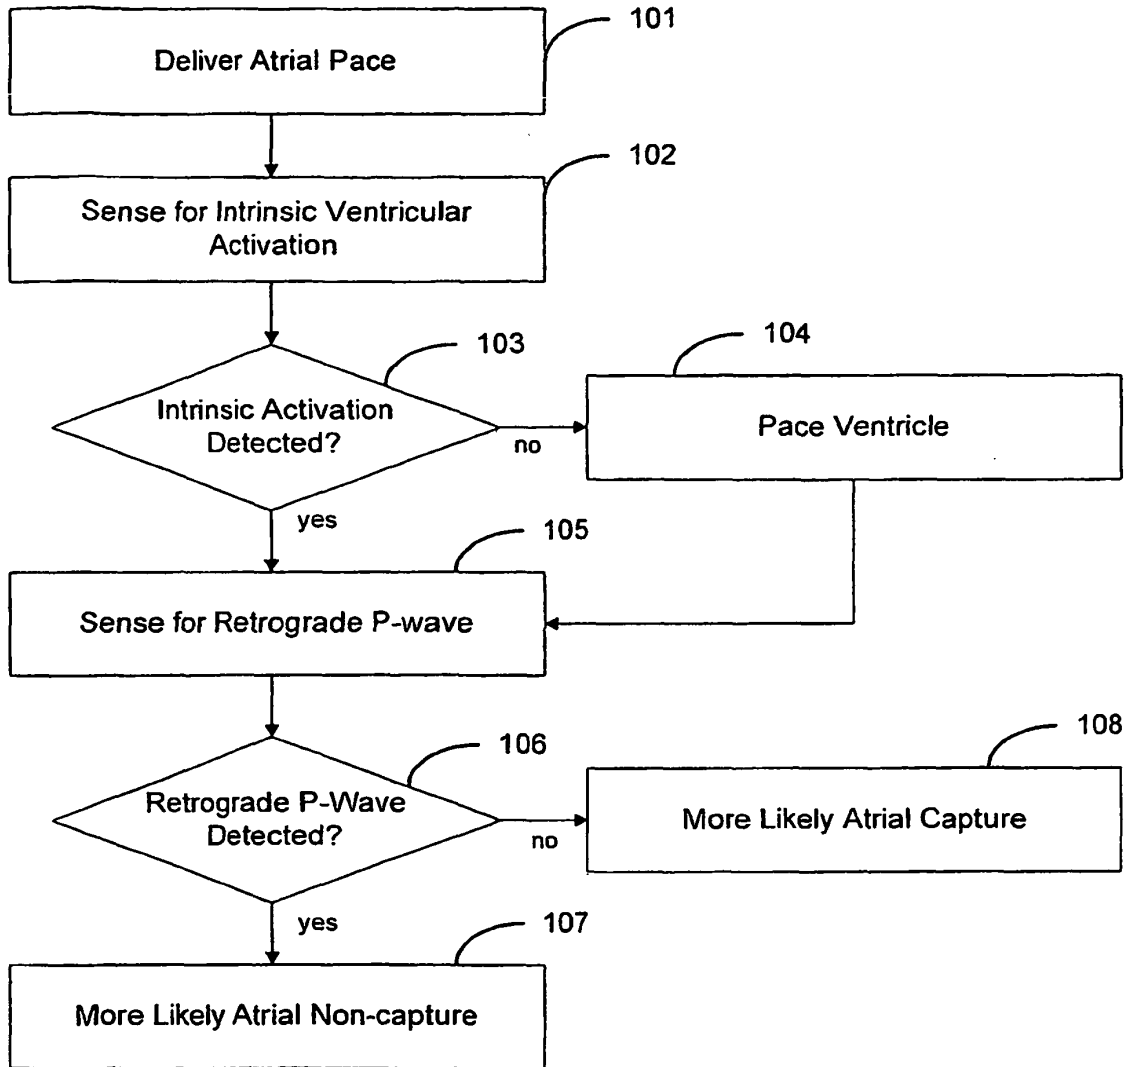 101
Deliver Atrial Pace
102
Sense for Intrinsic Ventricular
Activation
103
104
Intrinsic Activation
Detected?
no
Pace Ventricle
yes
105
Sense for Retrograde P-wave
106
108
Retrograde P-Wave
Detected?
no
More Likely Atrial Capture
yes
107
More Likely Atrial Non-capture